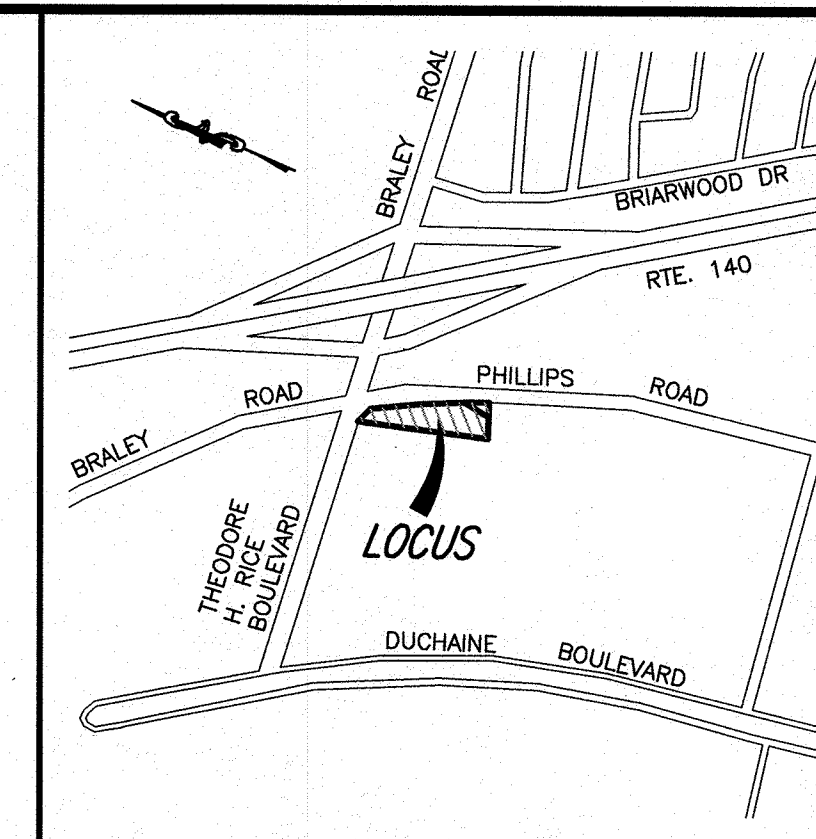 BRALEY ROAD
BRIARWOOD DR
RTE. 140
PHILLIPS ROAD
BRALEY ROAD
LOCUS
THEODORE
H. RICE
BOULEVARD
DUCHAINE BOULEVARD